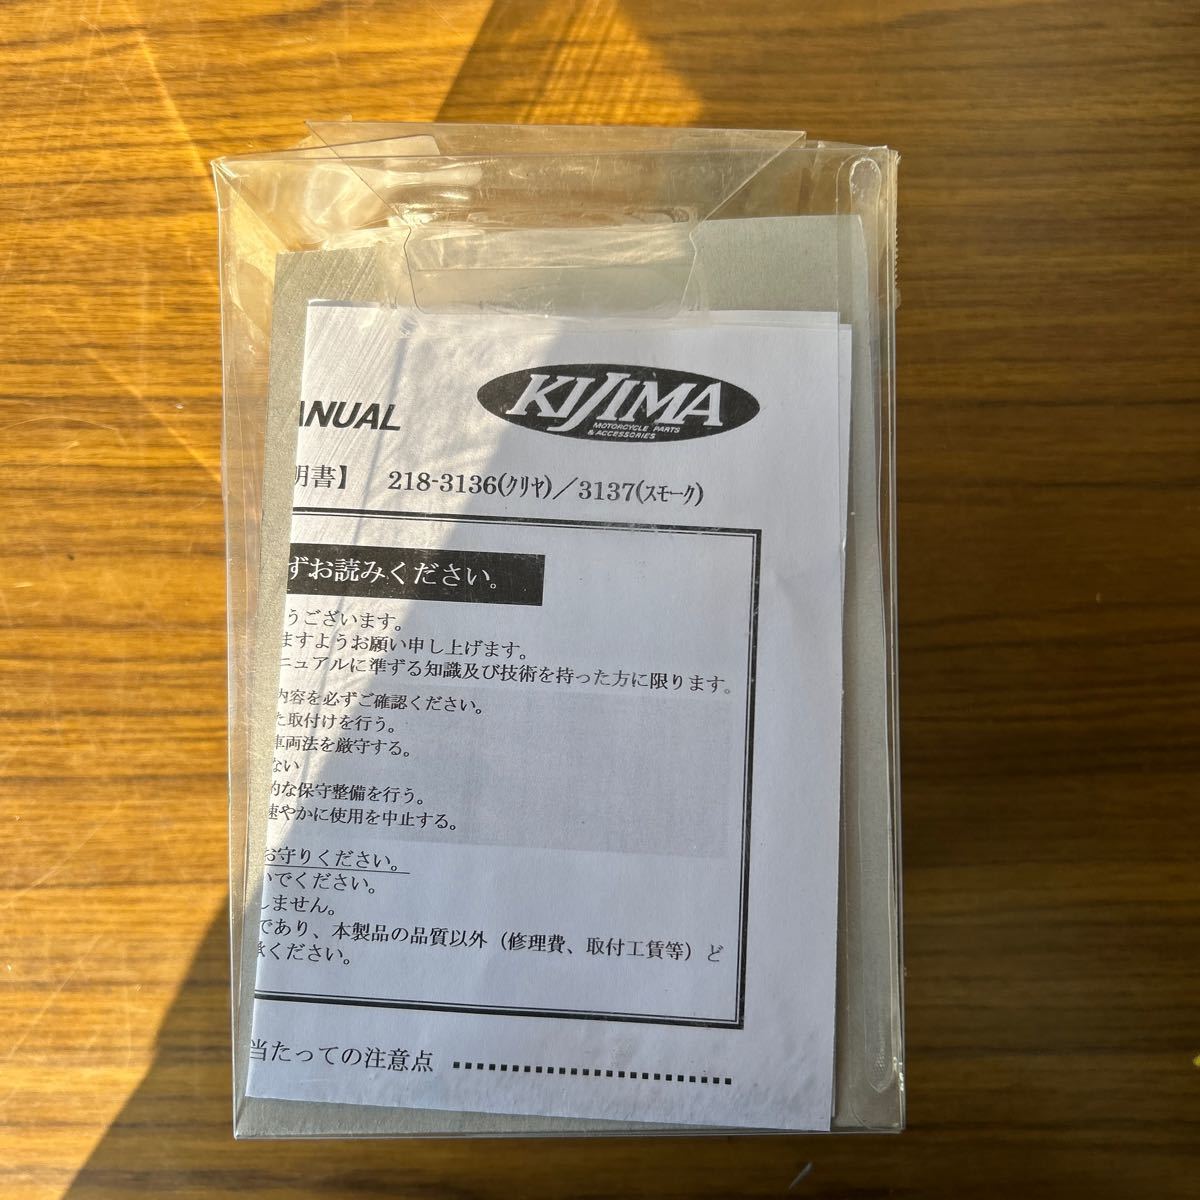 KIJIMA
MOTORCYCLE PARTS
& ACCESSORIES
ANUAL
明書】 218-3136(ｸﾘﾔ)／3137(ｽﾓｰｸ)
ずお読みください。
うございます。
ますようお願い申し上げます。
ニュアルに準ずる知識及び技術を持った方に限ります。
内容を必ずご確認ください。
た取付けを行う。
車両法を厳守する。
ない
的な保守整備を行う。
速やかに使用を中止する。
お守りください。
いでください。
しません。
であり、本製品の品質以外（修理費、取付工賃等）ど
承ください。
当たっての注意点